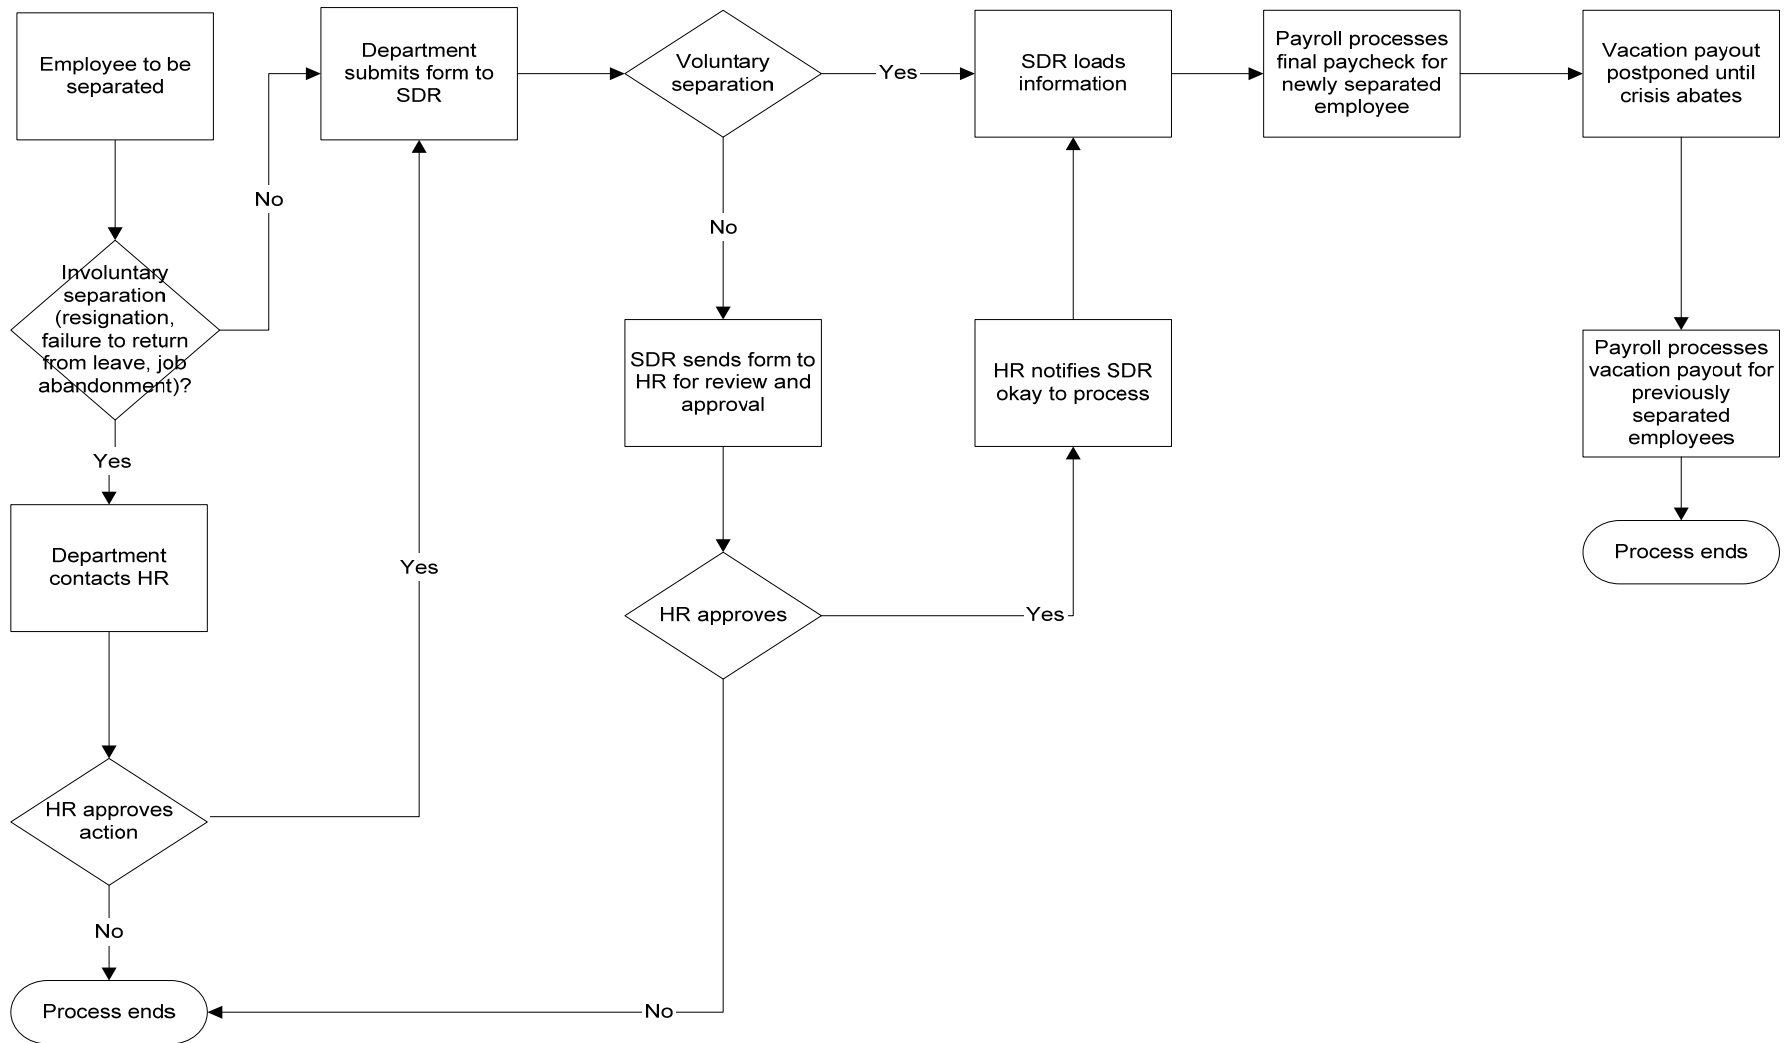 Employee to be
separated
Department
submits form to
SDR
Voluntary
separation
Yes
SDR loads
information
Payroll processes
final paycheck for
newly separated
employee
Vacation payout
postponed until
crisis abates
No
No
Involuntary
separation
(resignation,
failure to return
from leave, job
abandonment)?
SDR sends form to
HR for review and
approval
HR notifies SDR
okay to process
Payroll processes
vacation payout for
previously
separated
employees
Yes
Department
contacts HR
Yes
HR approves
Yes
Process ends
HR approves
action
No
Process ends
No